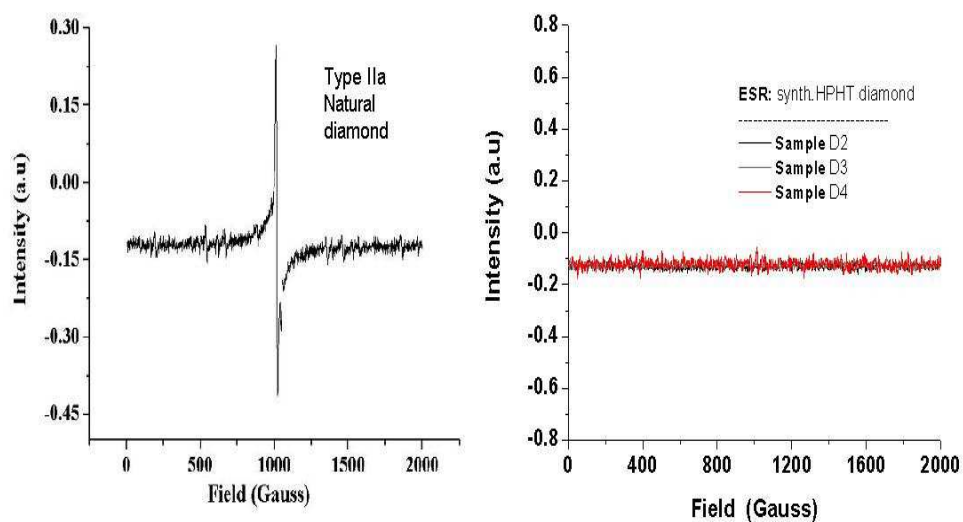 0.30
0.15
0.00
-0.15
-0.30
-0.45
Intensity (a.u)
Type IIa
Natural
diamond
0
500
1000
1500
2000
Field (Gauss)
0.8
0.6
0.4
0.2
0.0
-0.2
-0.4
-0.6
-0.8
Intensity (a.u)
ESR: synth.HPHT diamond
Sample D2
Sample D3
Sample D4
0
400
800
1200
1600
2000
Field (Gauss)